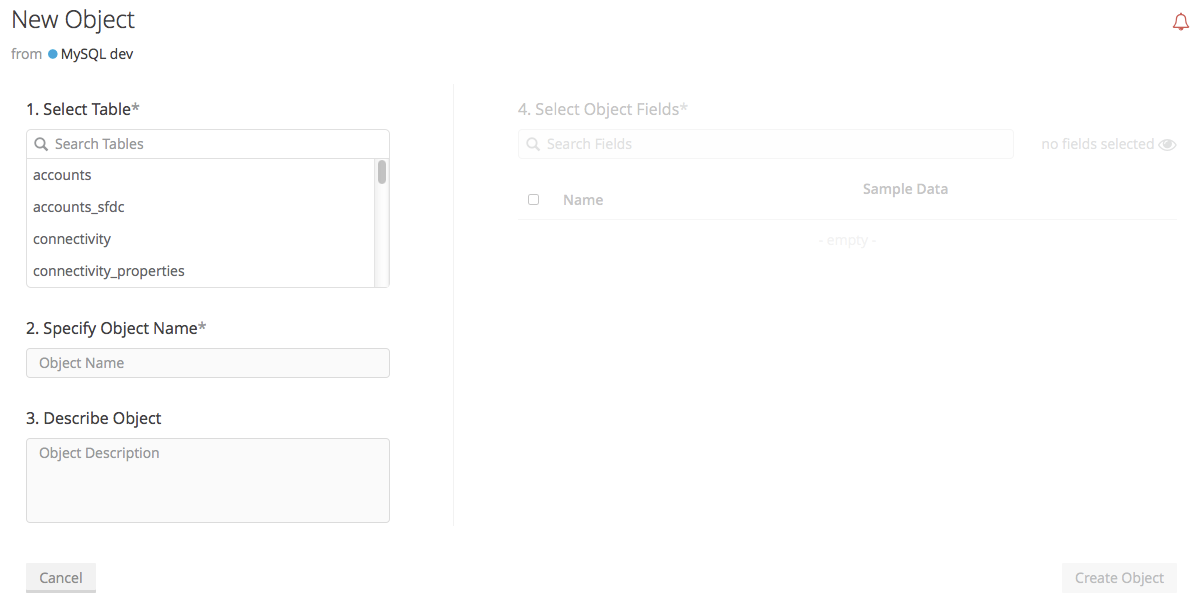 New Object
from MySQL dev
1. Select Table*
Search Tables
accounts
accounts_sfdc
connectivity
connectivity_properties
2. Specify Object Name*
Object Name
3. Describe Object
Object Description
Cancel
4. Select Object Fields*
Search Fields
no fields selected
Name
Sample Data
- empty -
Create Object